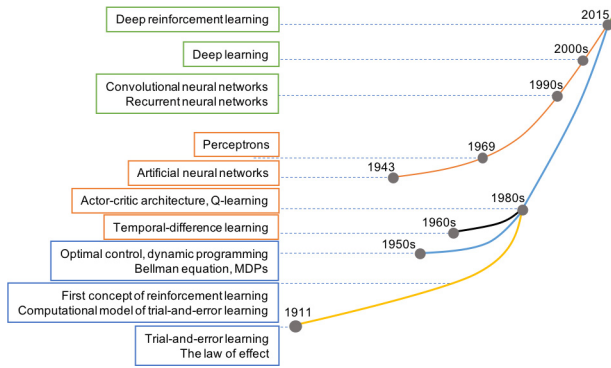 2015
Deep reinforcement learning
2000s
Deep learning
1990s
Convolutional neural networks
Recurrent neural networks
1969
Perceptrons
1943
Artificial neural networks
1980s
Actor-critic architecture, Q-learning
1960s
Temporal-difference learning
1950s
Optimal control, dynamic programming
Bellman equation, MDPs
First concept of reinforcement learning
Computational model of trial-and-error learning
1911
Trial-and-error learning
The law of effect